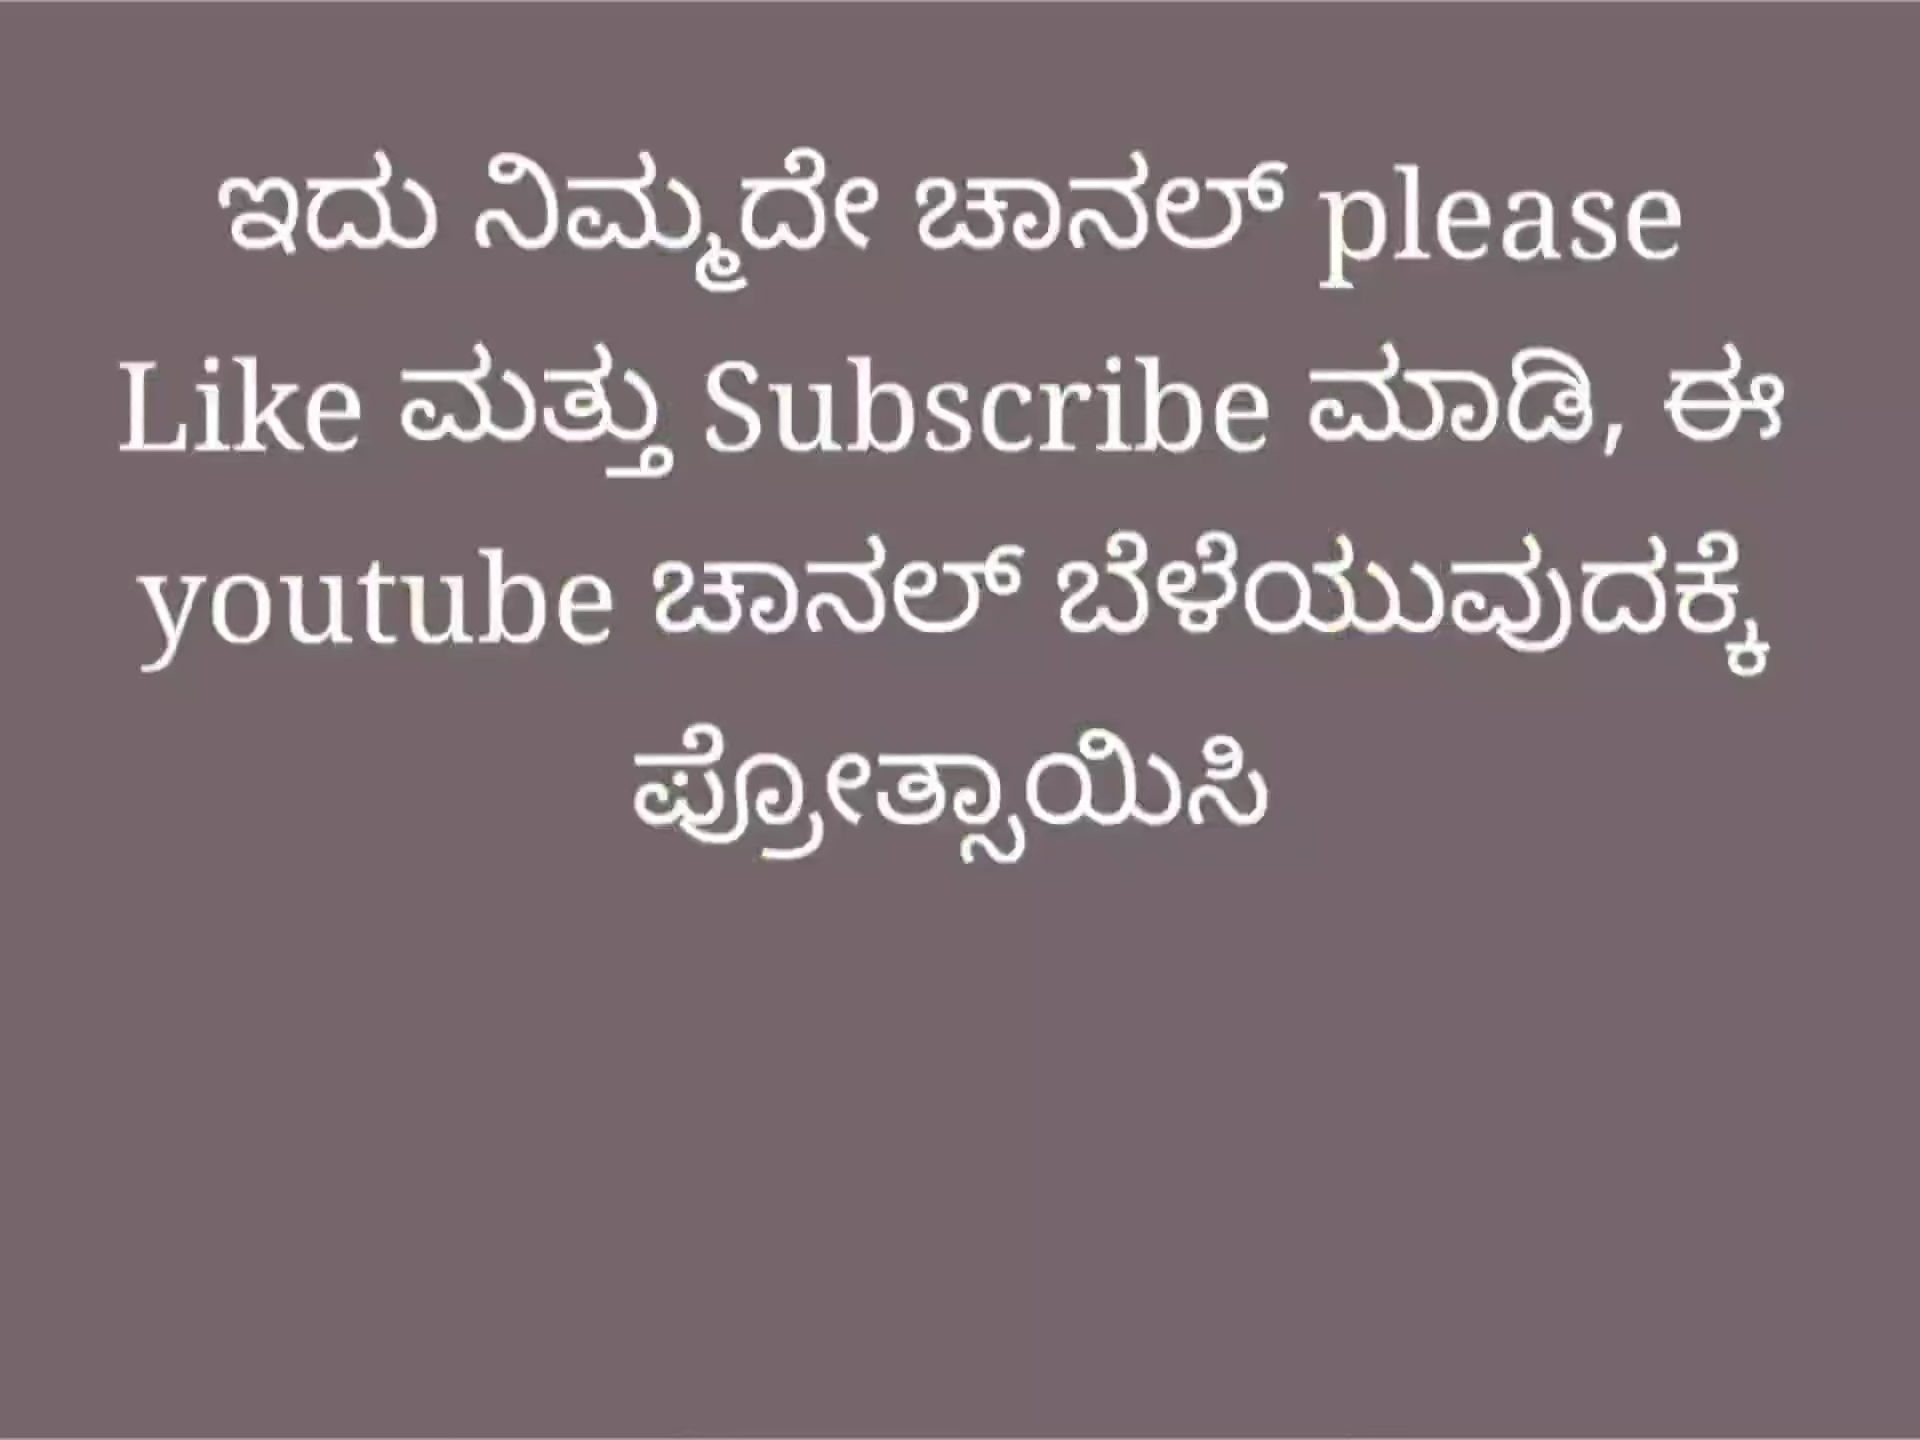 ಇದು ನಿಮ್ಮದೇ ಚಾನಲ್ please
Like ಮತ್ತು Subscribe ಮಾಡಿ, ಈ
youtube ಚಾನಲ್ ಬೆಳೆಯುವುದಕ್ಕೆ
ಪ್ರೋತ್ಸಾಯಿಸಿ